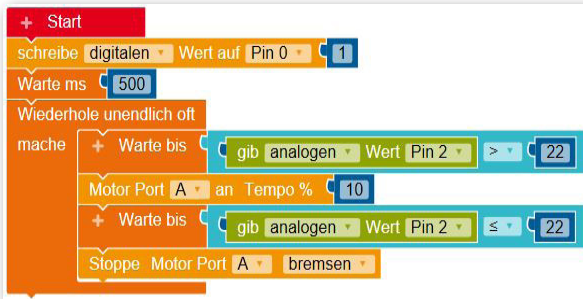 + Start
schreibe digitalen Wert auf Pin 0 1
Warte ms 500
Wiederhole unendlich oft
mache + Warte bis gib analogen Wert Pin 2 > 22
Motor Port A an Tempo % 10
+ Warte bis gib analogen Wert Pin 2 ≤ 22
Stoppe Motor Port A bremsen